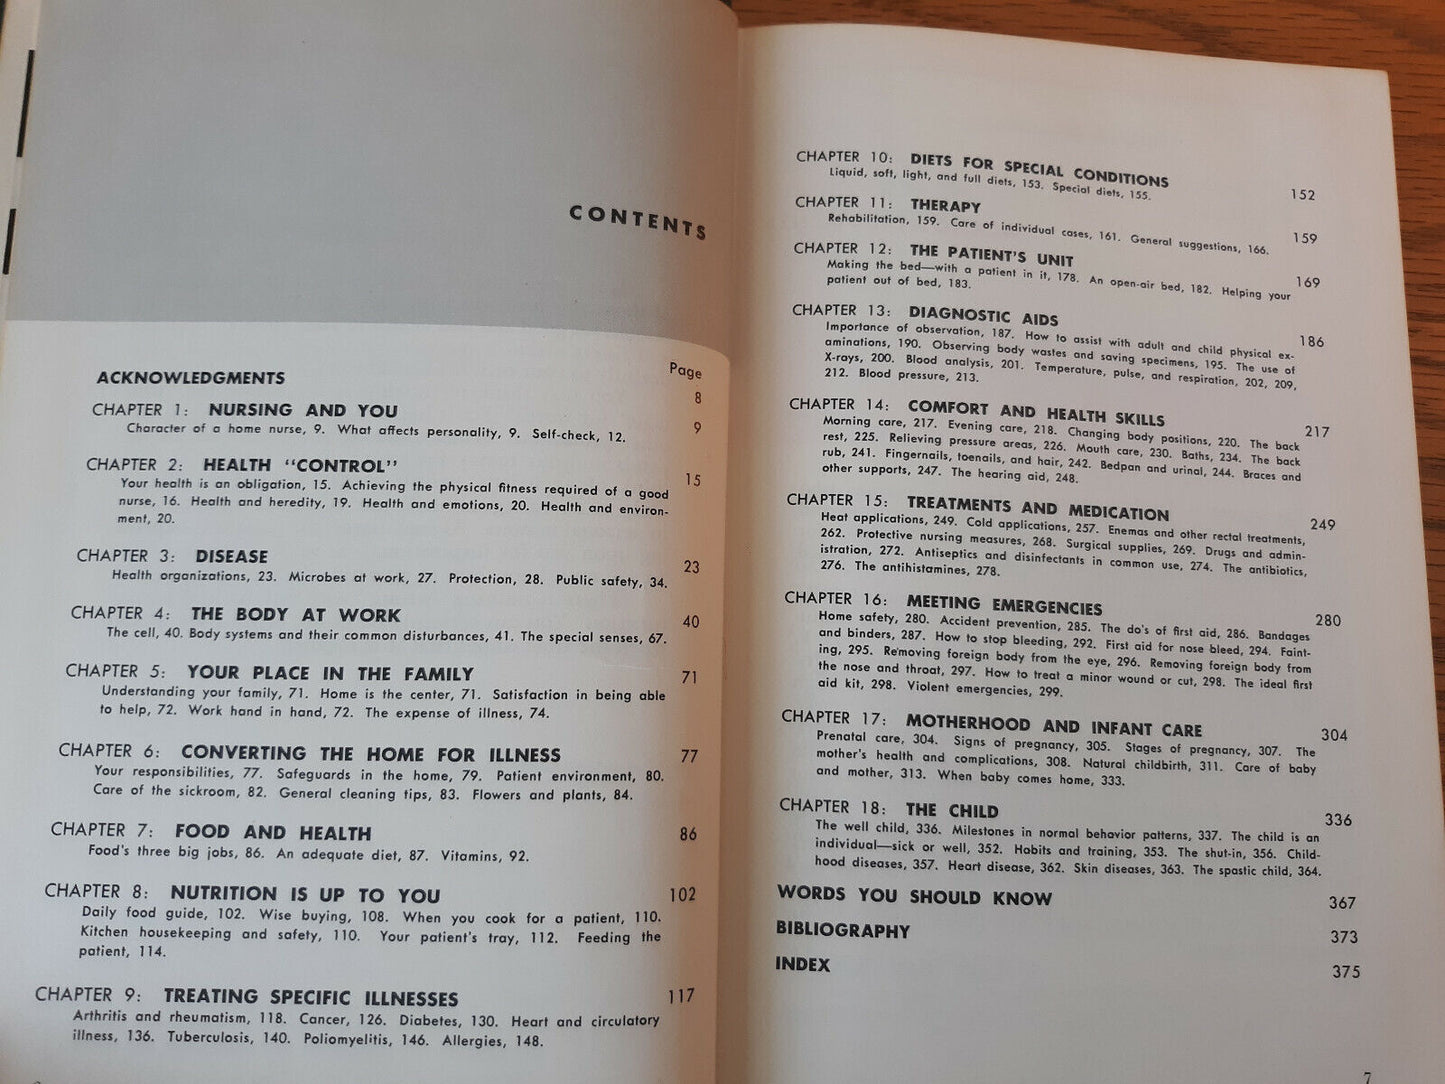 CONTENTS
Page
ACKNOWLEDGMENTS 8
CHAPTER 1: NURSING AND YOU 9
Character of a home nurse, 9. What affects personality, 9. Self-check, 12.
CHAPTER 2: HEALTH "CONTROL" 15
Your health is an obligation, 15. Achieving the physical fitness required of a good
nurse, 16. Health and heredity, 19. Health and emotions, 20. Health and environ-
ment, 20.
CHAPTER 3: DISEASE 23
Health organizations, 23. Microbes at work, 27. Protection, 28. Public safety, 34.
CHAPTER 4: THE BODY AT WORK 40
The cell, 40. Body systems and their common disturbances, 41. The special senses, 67.
CHAPTER 5: YOUR PLACE IN THE FAMILY 71
Understanding your family, 71. Home is the center, 71. Satisfaction in being able
to help, 72. Work hand in hand, 72. The expense of illness, 74.
CHAPTER 6: CONVERTING THE HOME FOR ILLNESS 77
Your responsibilities, 77. Safeguards in the home, 79. Patient environment, 80.
Care of the sickroom, 82. General cleaning tips, 83. Flowers and plants, 84.
CHAPTER 7: FOOD AND HEALTH 86
Food's three big jobs, 86. An adequate diet, 87. Vitamins, 92.
CHAPTER 8: NUTRITION IS UP TO YOU 102
Daily food guide, 102. Wise buying, 108. When you cook for a patient, 110.
Kitchen housekeeping and safety, 110. Your patient's tray, 112. Feeding the
patient, 114.
CHAPTER 9: TREATING SPECIFIC ILLNESSES 117
Arthritis and rheumatism, 118. Cancer, 126. Diabetes, 130. Heart and circulatory
illness, 136. Tuberculosis, 140. Poliomyelitis, 146. Allergies, 148.
CHAPTER 10: DIETS FOR SPECIAL CONDITIONS 152
Liquid, soft, light, and full diets, 153. Special diets, 155.
CHAPTER 11: THERAPY 159
Rehabilitation, 159. Care of individual cases, 161. General suggestions, 166.
CHAPTER 12: THE PATIENT'S UNIT 169
Making the bed—with a patient in it, 178. An open-air bed, 182. Helping your
patient out of bed, 183.
CHAPTER 13: DIAGNOSTIC AIDS 186
Importance of observation, 187. How to assist with adult and child physical ex-
aminations, 190. Observing body wastes and saving specimens, 195. The use of
X-rays, 200. Blood analysis, 201. Temperature, pulse, and respiration, 202, 209,
212. Blood pressure, 213.
CHAPTER 14: COMFORT AND HEALTH SKILLS 217
Morning care, 217. Evening care, 218. Changing body positions, 220. The back
rest, 225. Relieving pressure areas, 226. Mouth care, 230. Baths, 234. The back
rub, 241. Fingernails, toenails, and hair, 242. Bedpan and urinal, 244. Braces and
other supports, 247. The hearing aid, 248.
CHAPTER 15: TREATMENTS AND MEDICATION 249
Heat applications, 249. Cold applications, 257. Enemas and other rectal treatments,
262. Protective nursing measures, 268. Surgical supplies, 269. Drugs and admin-
istration, 272. Antiseptics and disinfectants in common use, 274. The antibiotics,
276. The antihistamines, 278.
CHAPTER 16: MEETING EMERGENCIES 280
Home safety, 280. Accident prevention, 285. The do's of first aid, 286. Bandages
and binders, 287. How to stop bleeding, 292. First aid for nose bleed, 294. Faint-
ing, 295. Removing foreign body from the eye, 296. Removing foreign body from
the nose and throat, 297. How to treat a minor wound or cut, 298. The ideal first
aid kit, 298. Violent emergencies, 299.
CHAPTER 17: MOTHERHOOD AND INFANT CARE 304
Prenatal care, 304. Signs of pregnancy, 305. Stages of pregnancy, 307. The
mother's health and complications, 308. Natural childbirth, 311. Care of baby
and mother, 313. When baby comes home, 333.
CHAPTER 18: THE CHILD 336
The well child, 336. Milestones in normal behavior patterns, 337. The child is an
individual—sick or well, 352. Habits and training, 353. The shut-in, 356. Child-
hood diseases, 357. Heart disease, 362. Skin diseases, 363. The spastic child, 364.
WORDS YOU SHOULD KNOW 367
BIBLIOGRAPHY 373
INDEX 375
7